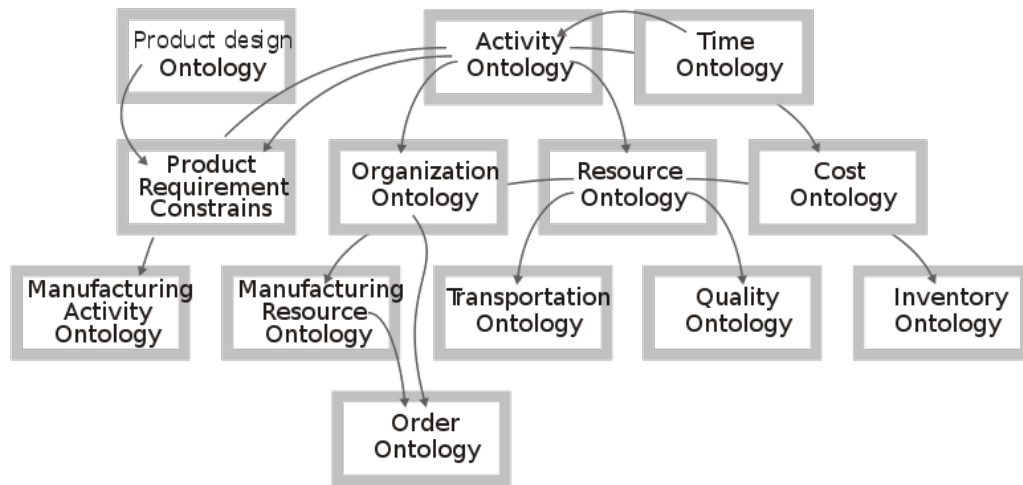 Product design
Ontology
Activity
Ontology
Time
Ontology
Product
Requirement
Constrains
Organization
Ontology
Resource
Ontology
Cost
Ontology
Manufacturing
Activity
Ontology
Manufacturing
Resource
Ontology
Transportation
Ontology
Quality
Ontology
Inventory
Ontology
Order
Ontology